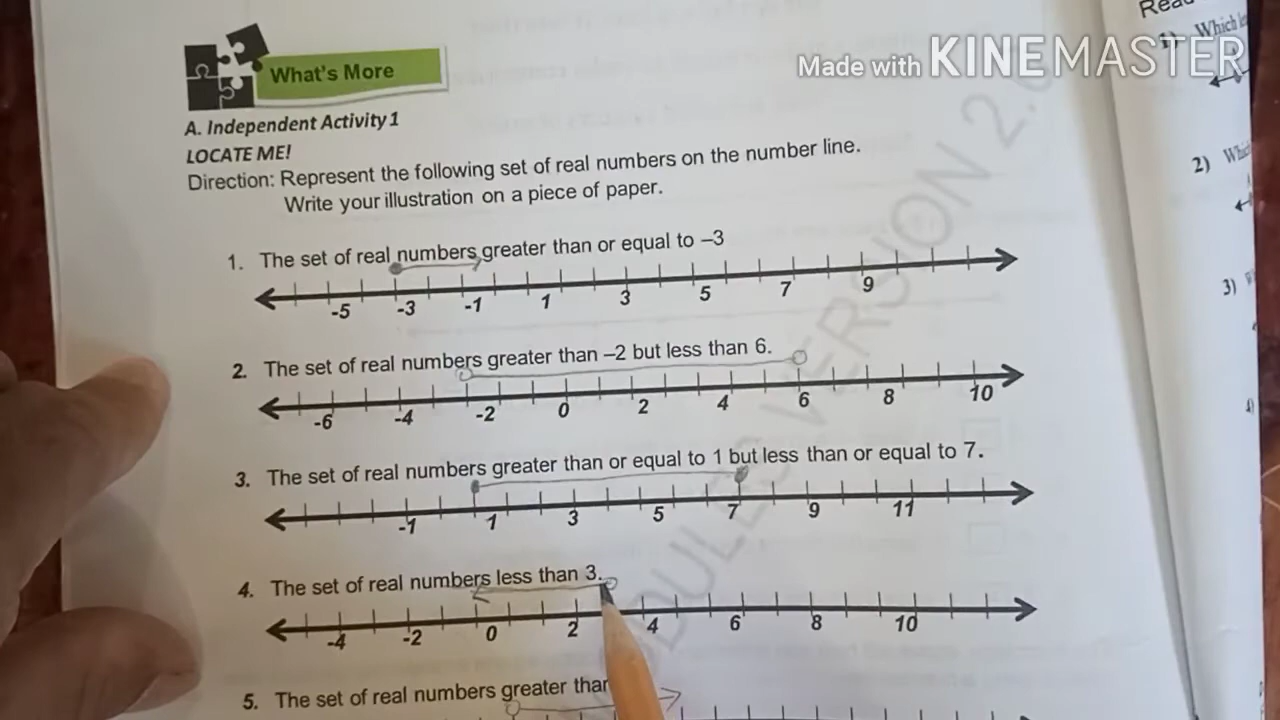 Made with KINEMASTER
What's More
A. Independent Activity 1
LOCATE ME!
Direction: Represent the following set of real numbers on the number line.
Write your illustration on a piece of paper.
1. The set of real numbers greater than or equal to –3
-5 -3 -1 1 3 5 7 9
2. The set of real numbers greater than –2 but less than 6.
-6 -4 -2 0 2 4 6 8 10
3. The set of real numbers greater than or equal to 1 but less than or equal to 7.
-1 1 3 5 7 9 11
4. The set of real numbers less than 3.
-4 -2 0 2 4 6 8 10
5. The set of real numbers greater
VERSION 2.0
1) Which
2)
3)
4)